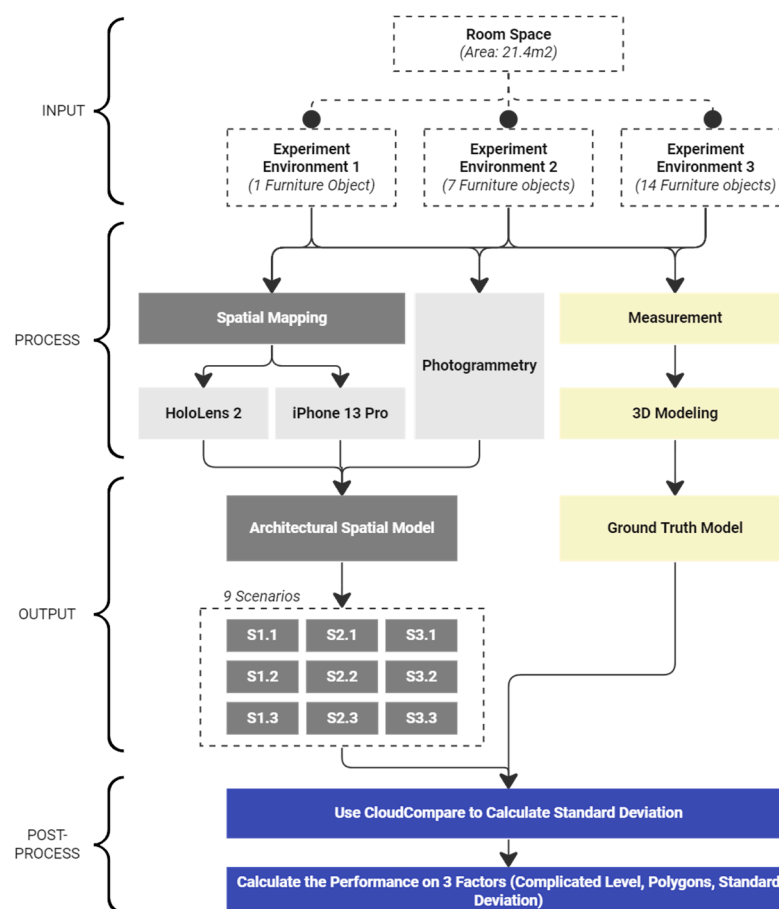 Room Space
(Area: 21.4m2)
INPUT
Experiment
Environment 1
(1 Furniture Object)
Experiment
Environment 2
(7 Furniture objects)
Experiment
Environment 3
(14 Furniture objects)
PROCESS
Spatial Mapping
Photogrammetry
Measurement
HoloLens 2
iPhone 13 Pro
3D Modeling
OUTPUT
Architectural Spatial Model
Ground Truth Model
9 Scenarios
S1.1 S2.1 S3.1
S1.2 S2.2 S3.2
S1.3 S2.3 S3.3
POST-
PROCESS
Use CloudCompare to Calculate Standard Deviation
Calculate the Performance on 3 Factors (Complicated Level, Polygons, Standard
Deviation)